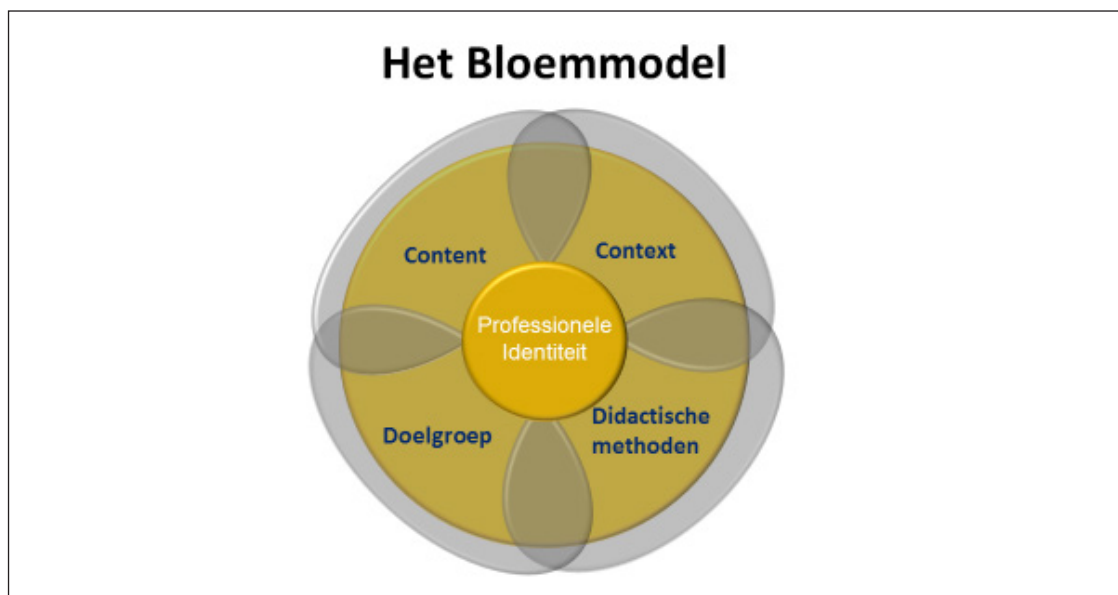 Het Bloemmodel
Content
Context
Professionele
Identiteit
Doelgroep
Didactische
methoden